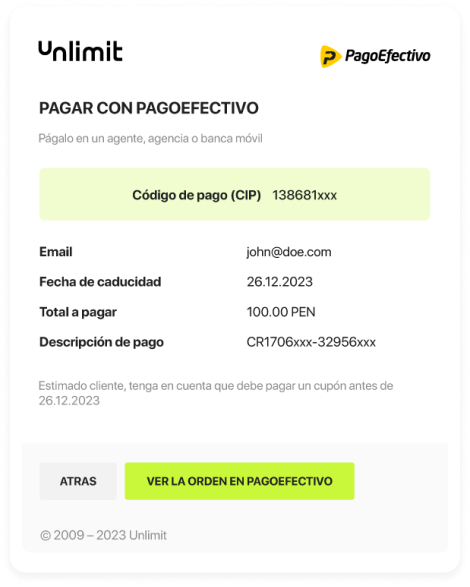 Unlimit
PagoEfectivo
PAGAR CON PAGOEFECTIVO
Págalo en un agente, agencia o banca móvil
Código de pago (CIP) 138681xxx
Email john@doe.com
Fecha de caducidad 26.12.2023
Total a pagar 100.00 PEN
Descripción de pago CR1706xxx-32956xxx
Estimado cliente, tenga en cuenta que debe pagar un cupón antes de
26.12.2023
ATRAS VER LA ORDEN EN PAGOEFECTIVO
© 2009 – 2023 Unlimit